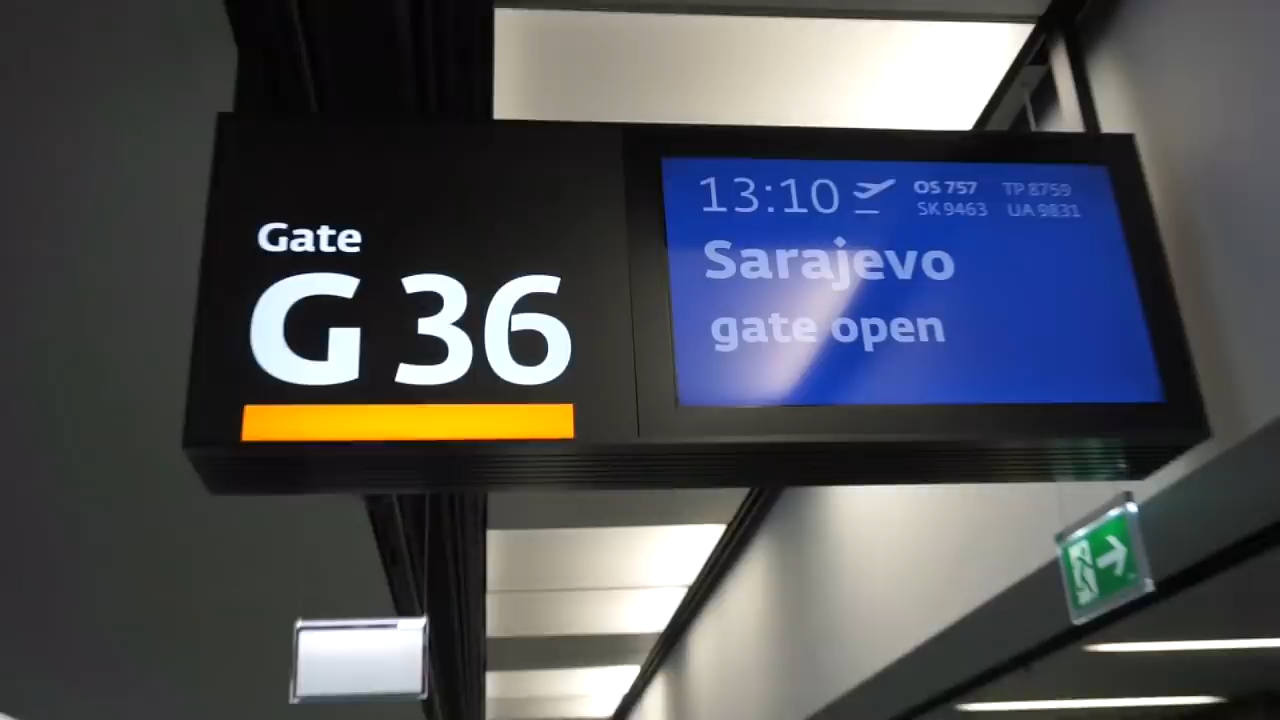 Gate
G 36
13:10 OS 757 TP 8759
SK 9463 UA 9831
Sarajevo
gate open